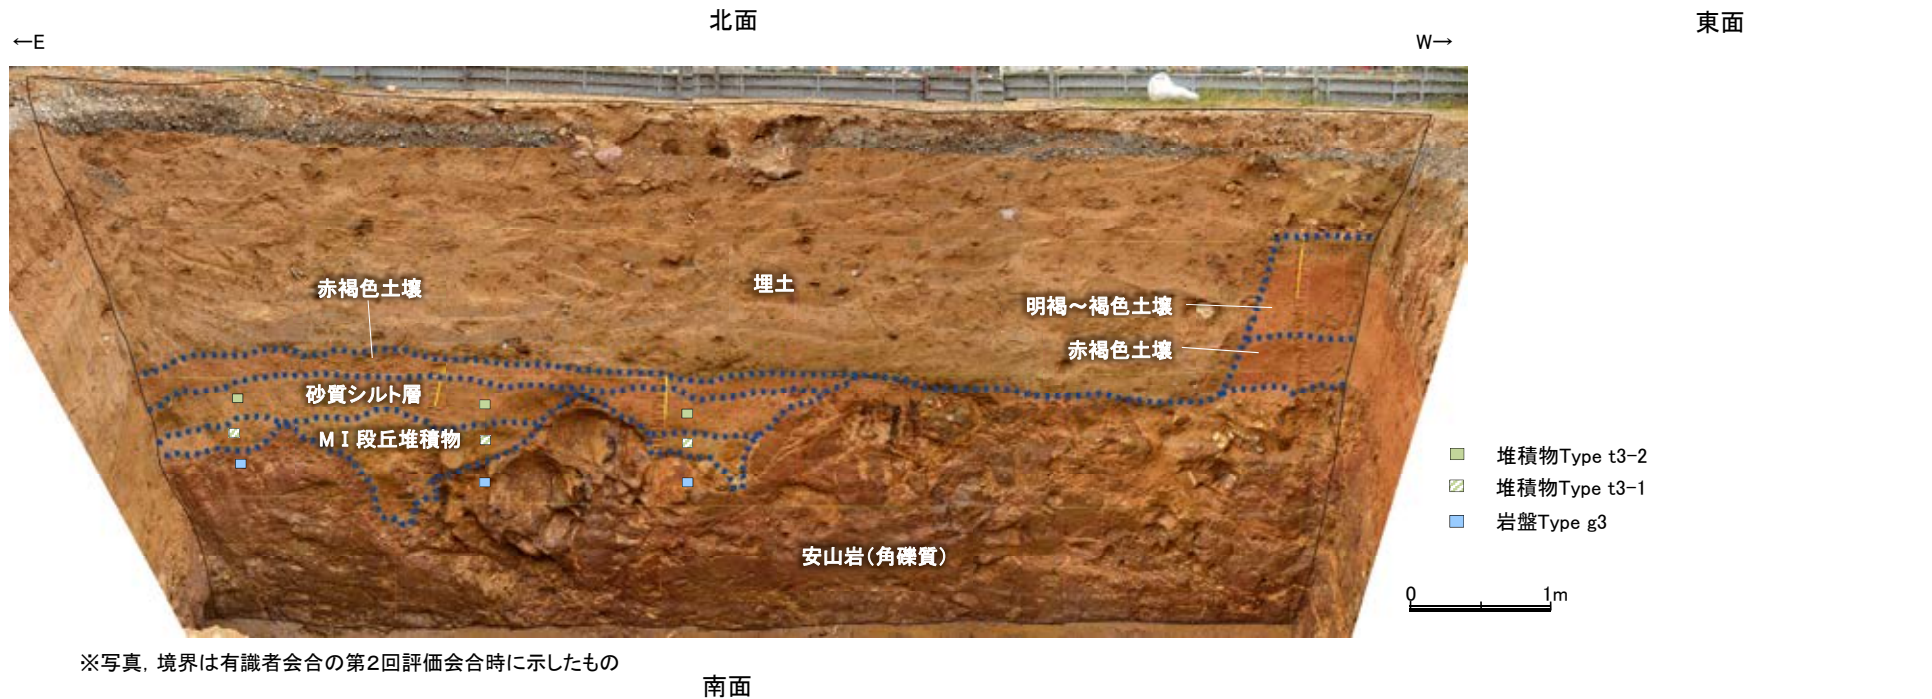 北面
東面
←E
W→
赤褐色土壌
埋土
明褐～褐色土壌
赤褐色土壌
砂質シルト層
MⅠ段丘堆積物
安山岩(角礫質)
堆積物Type t3-2
堆積物Type t3-1
岩盤Type g3
0 1m
※写真，境界は有識者会合の第2回評価会合時に示したもの
南面